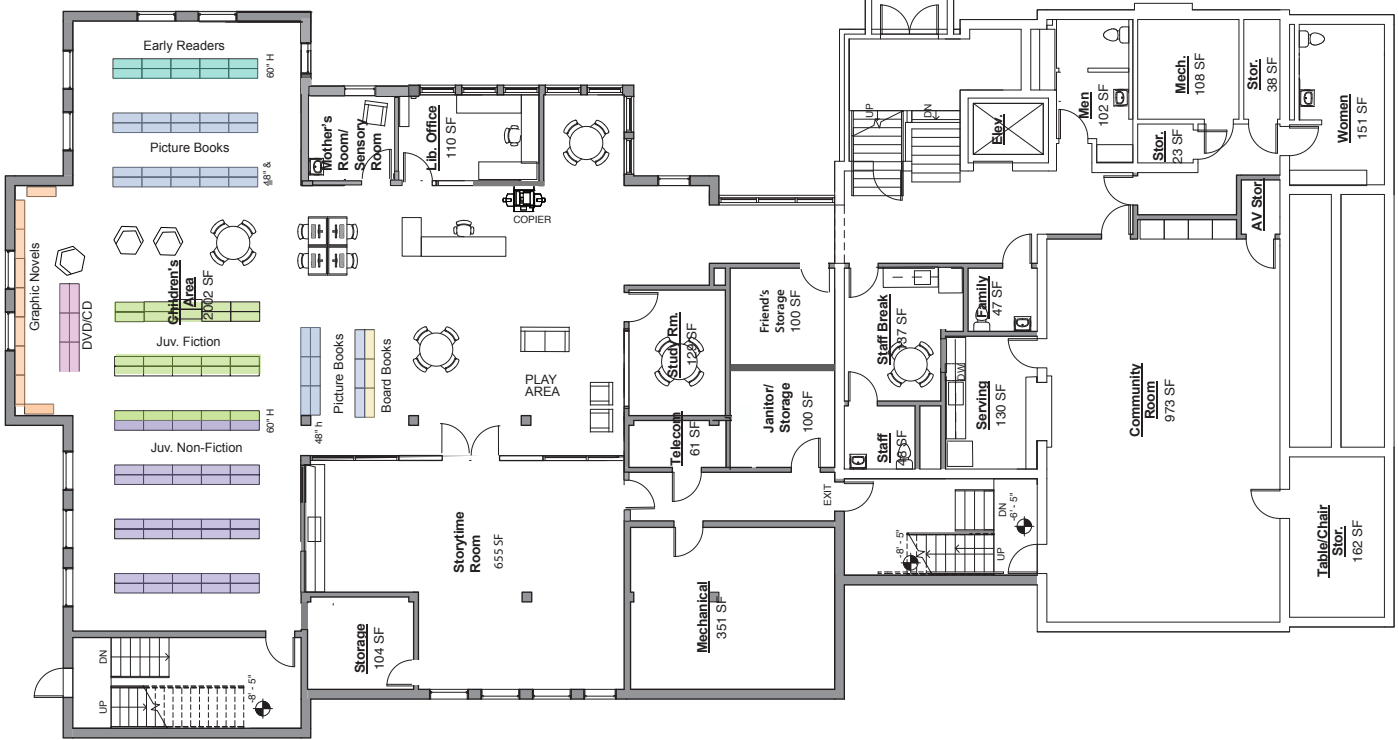 Early Readers
60" H
Picture Books
48" &
Graphic Novels
DVD/CD
Children's
Area
2002 SF
Juv. Fiction
60" H
Juv. Non-Fiction
Picture Books
Board Books
48" h
Mother's
Room/
Sensory
Room
Lib. Office
110 SF
COPIER
PLAY
AREA
Study Rm.
129 SF
Friend's
Storage
100 SF
Janitor/
Storage
100 SF
Telecom
61 SF
Storytime
Room
655 SF
Storage
104 SF
Mechanical
351 SF
DN
UP
-8' - 5"
UP
DN
Elev.
Men
102 SF
Mech.
108 SF
Stor.
38 SF
Stor.
23 SF
Women
151 SF
AV Stor
Staff Break
Family
47 SF
DW
Serving
130 SF
Staff
Community
Room
973 SF
EXIT
DN
UP
-6' - 5"
-8' - 5"
Table/Chair
Stor.
162 SF